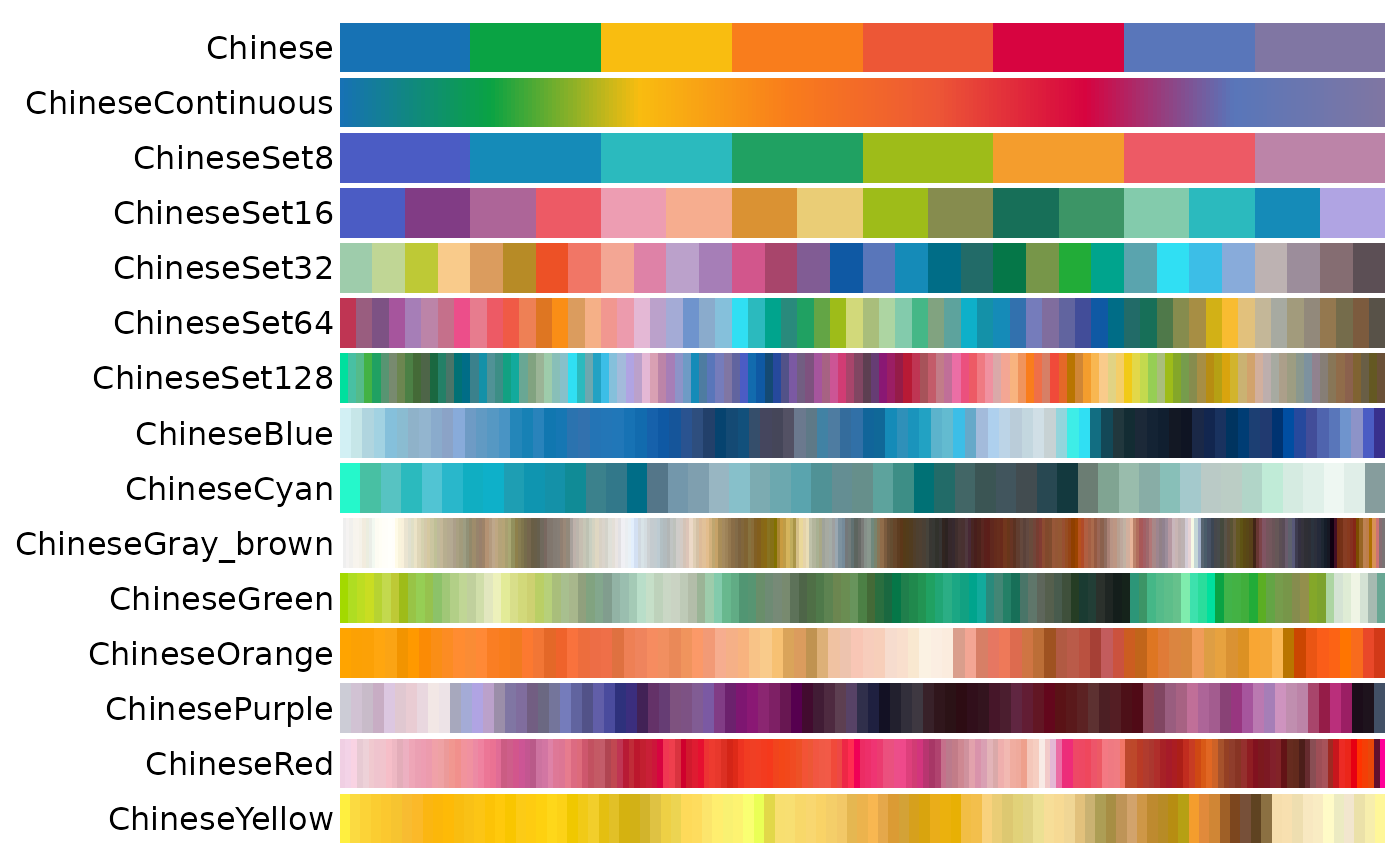 Chinese
ChineseContinuous
ChineseSet8
ChineseSet16
ChineseSet32
ChineseSet64
ChineseSet128
ChineseBlue
ChineseCyan
ChineseGray_brown
ChineseGreen
ChineseOrange
ChinesePurple
ChineseRed
ChineseYellow